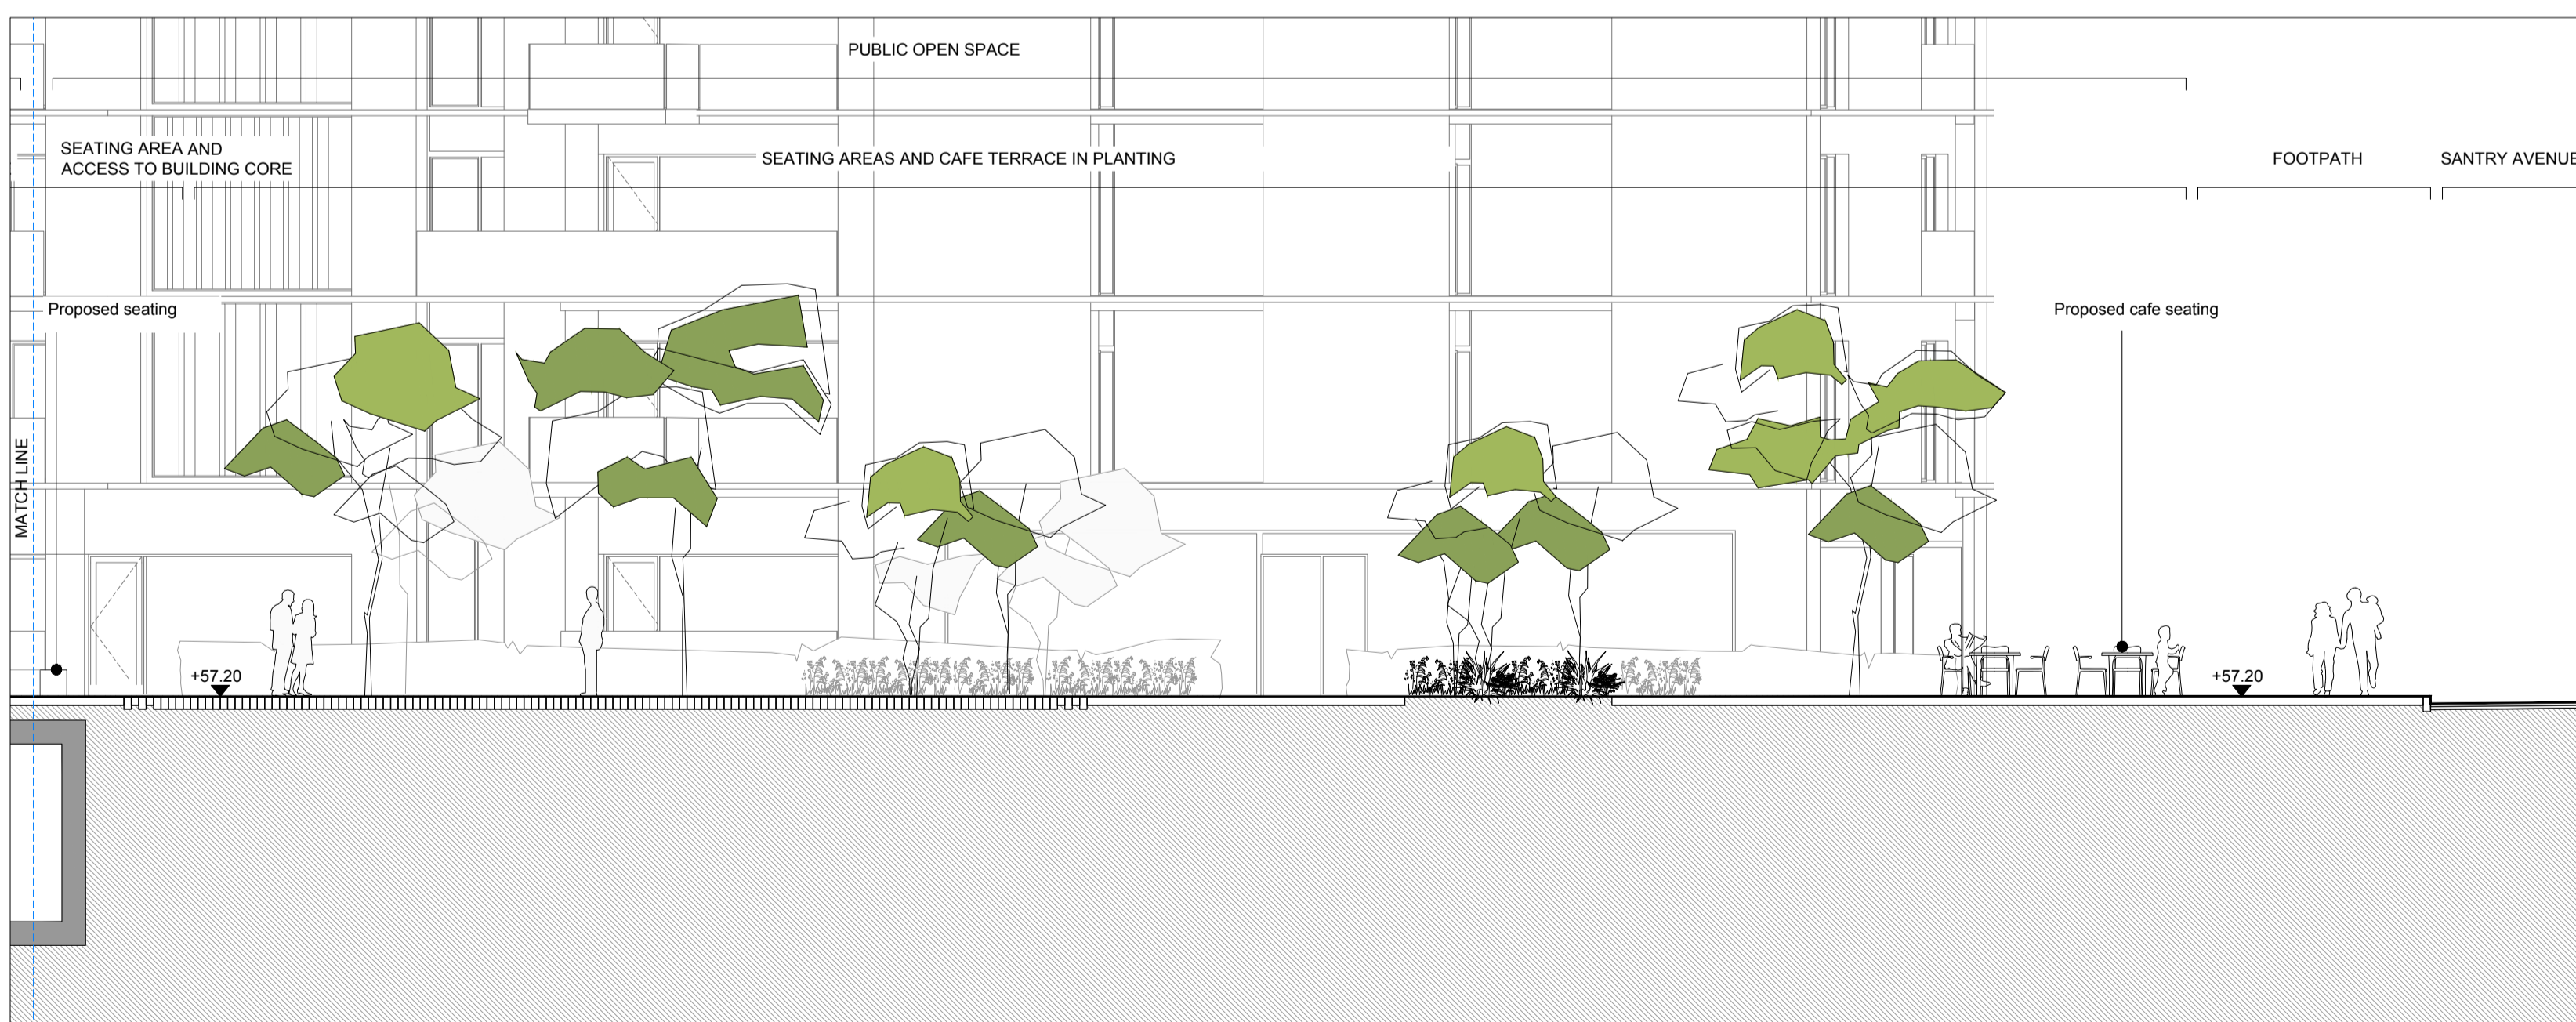 PUBLIC OPEN SPACE
SEATING AREA AND
ACCESS TO BUILDING CORE
SEATING AREAS AND CAFE TERRACE IN PLANTING
FOOTPATH
SANTRY AVENUE
Proposed seating
Proposed cafe seating
MATCH LINE
+57.20
+57.20